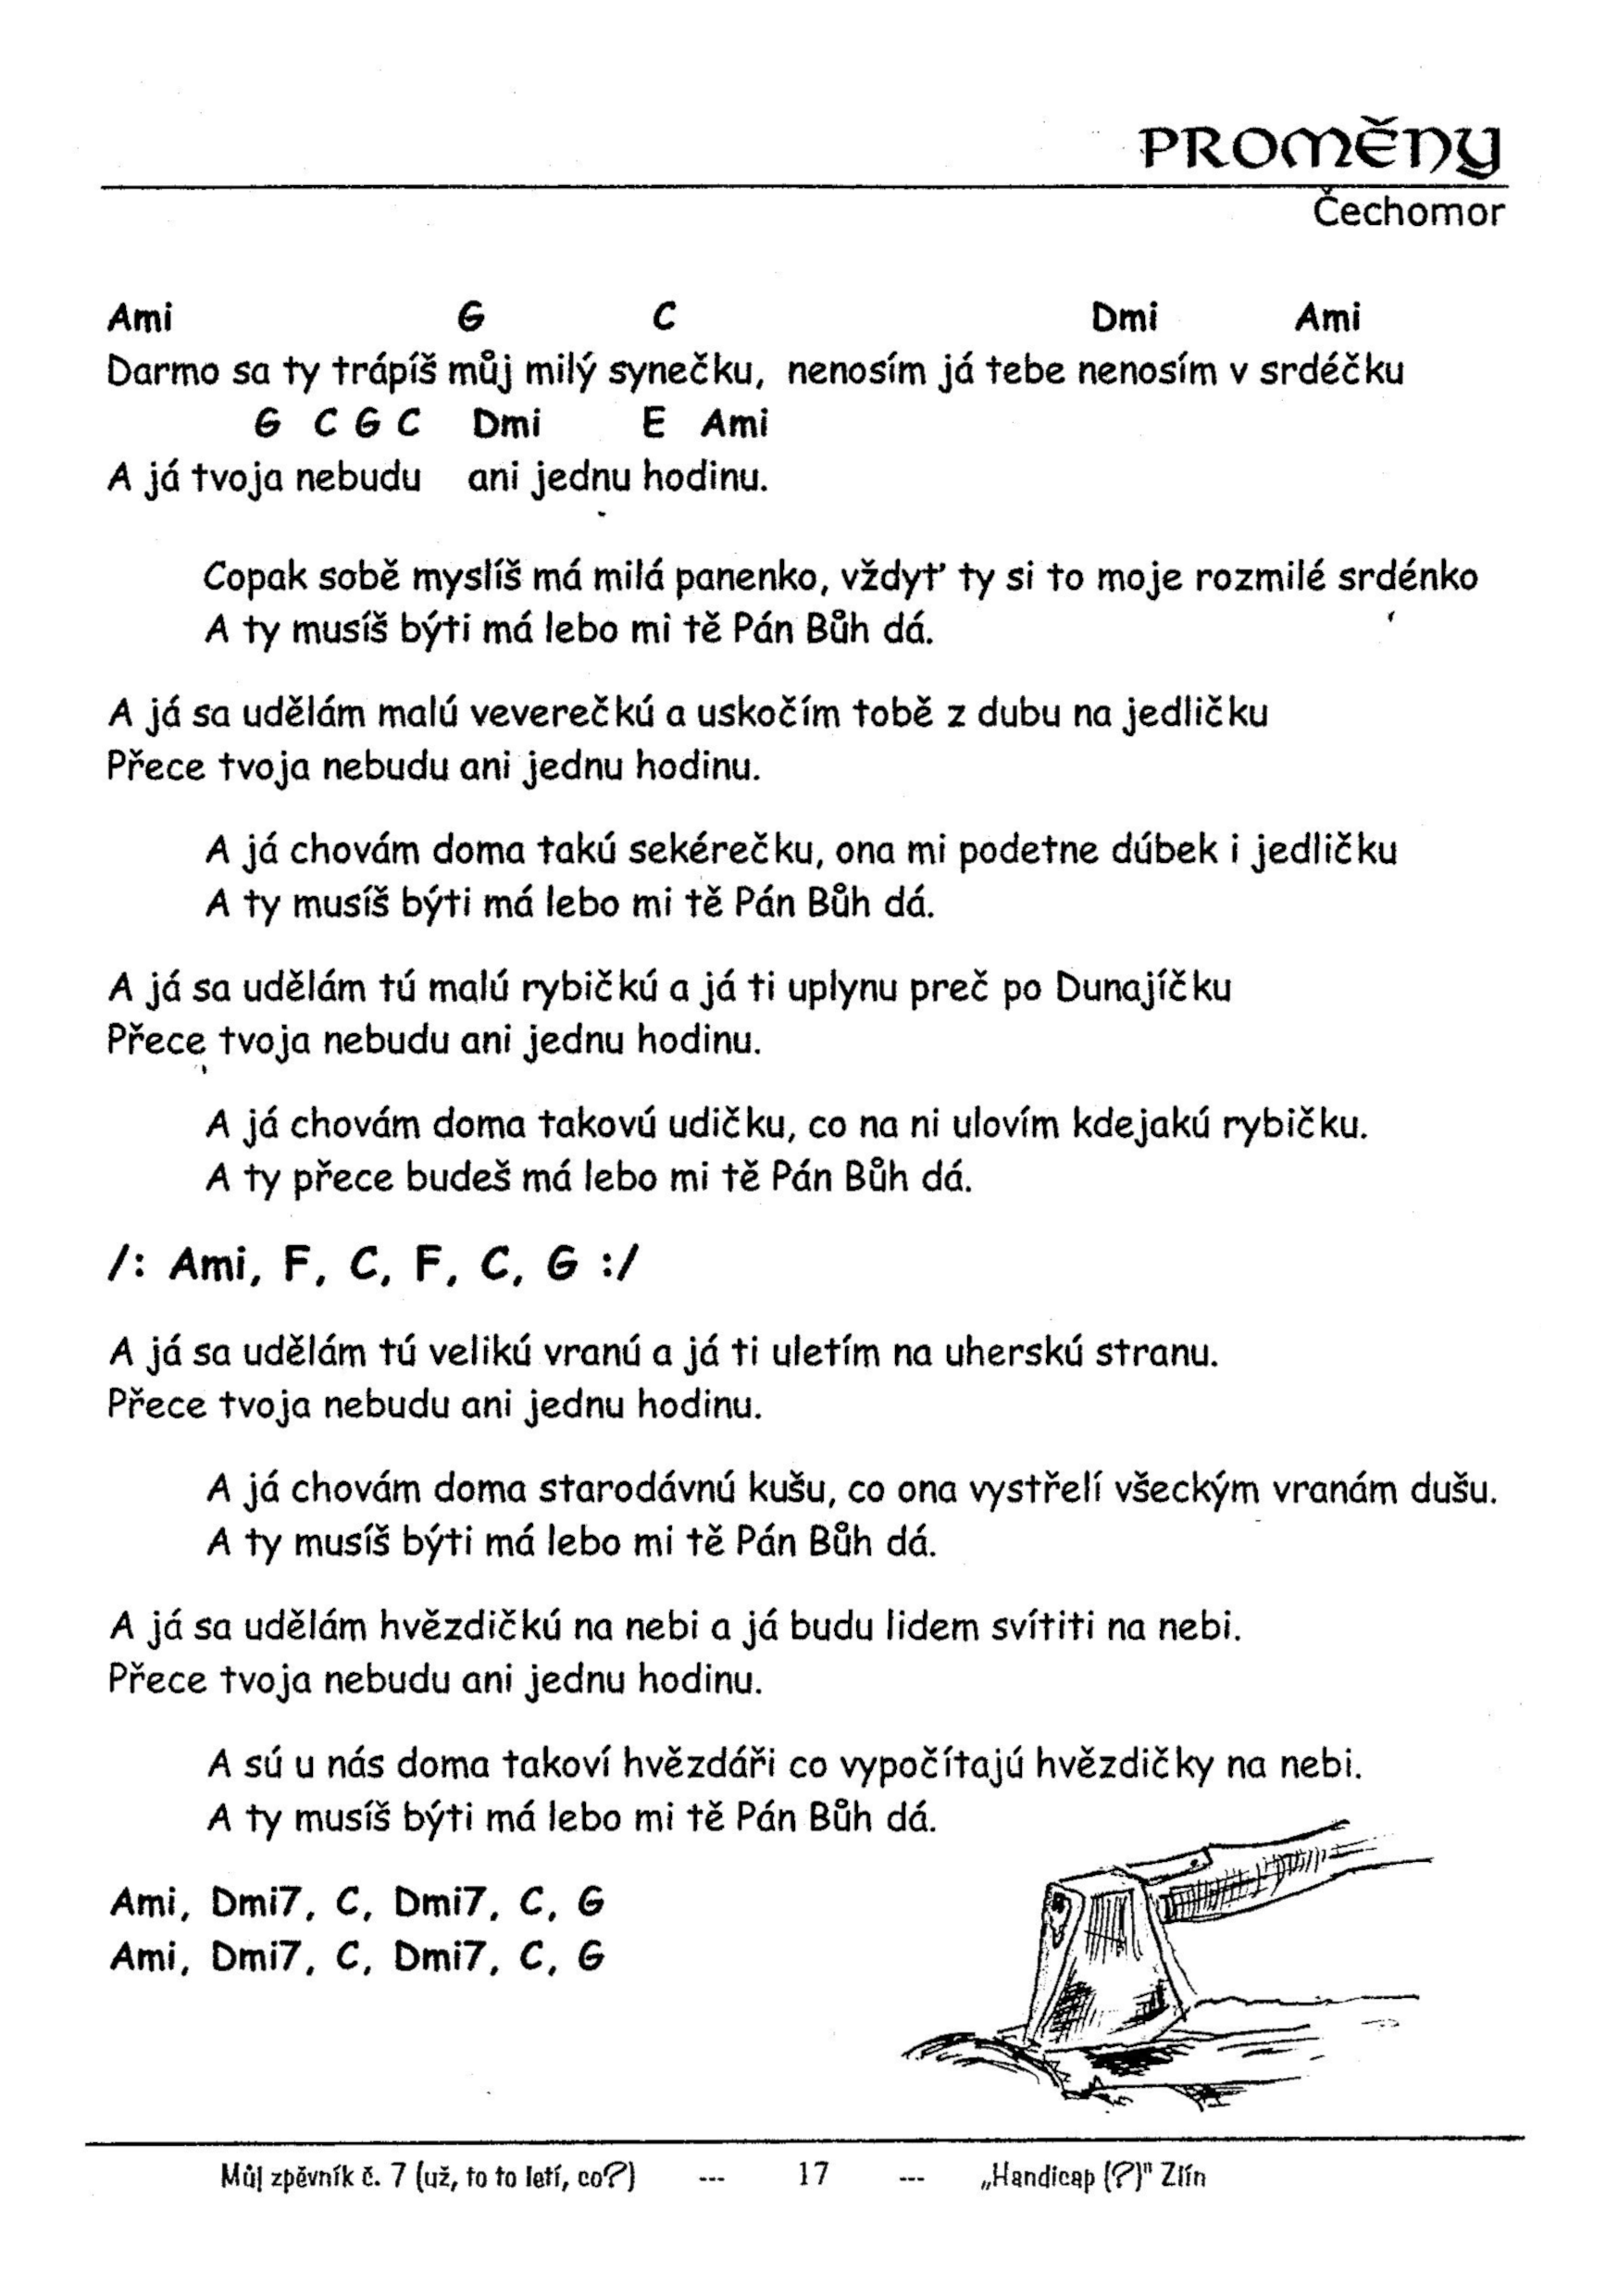 PROMĚNY
Čechomor
Ami G C Dmi Ami
Darmo sa ty trápíš můj milý synečku, nenosím já tebe nenosím v srdéčku
G C G C Dmi E Ami
A já tvoja nebudu ani jednu hodinu.
Copak sobě myslíš má milá panenko, vždyť ty si to moje rozmilé srdénko
A ty musíš býti má lebo mi tě Pán Bůh dá.
A já sa udělám malú veverečkú a uskočím tobě z dubu na jedličku
Přece tvoja nebudu ani jednu hodinu.
A já chovám doma takú sekérečku, ona mi podetne dúbek i jedličku
A ty musíš býti má lebo mi tě Pán Bůh dá.
A já sa udělám tú malú rybičkú a já ti uplynu preč po Dunajíčku
Přece tvoja nebudu ani jednu hodinu.
A já chovám doma takovú udičku, co na ni ulovím kdejakú rybičku.
A ty přece budeš má lebo mi tě Pán Bůh dá.
/: Ami, F, C, F, C, G :/
A já sa udělám tú velikú vranú a já ti uletím na uherskú stranu.
Přece tvoja nebudu ani jednu hodinu.
A já chovám doma starodávnú kušu, co ona vystřelí všeckým vranám dušu.
A ty musíš býti má lebo mi tě Pán Bůh dá.
A já sa udělám hvězdičkú na nebi a já budu lidem svítiti na nebi.
Přece tvoja nebudu ani jednu hodinu.
A sú u nás doma takoví hvězdáři co vypočítajú hvězdičky na nebi.
A ty musíš býti má lebo mi tě Pán Bůh dá.
Ami, Dmi7, C, Dmi7, C, G
Ami, Dmi7, C, Dmi7, C, G
Můj zpěvník č. 7 (už, to to letí, co?) --- 17 --- „Handicap (?)" Zlín